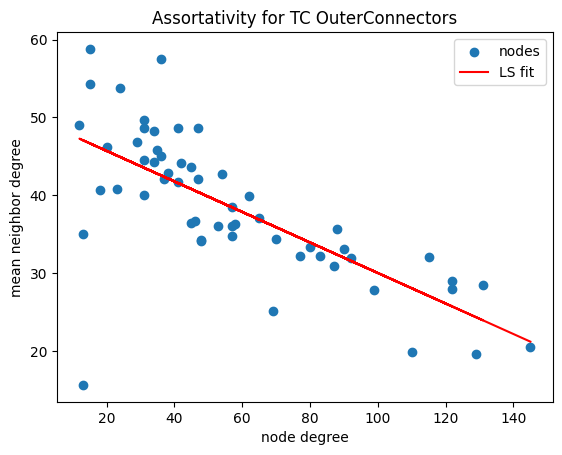 Assortativity for TC OuterConnectors
60
50
40
30
20
mean neighbor degree
nodes
LS fit
20 40 60 80 100 120 140
node degree